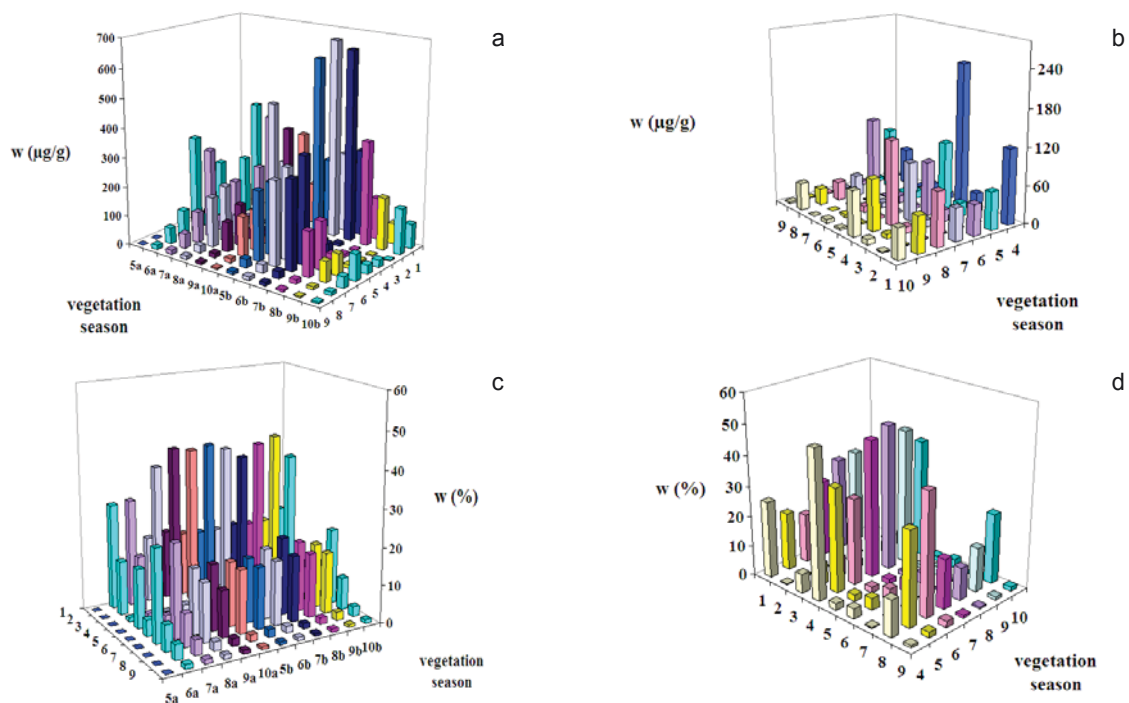 a
700
600
500
400
300
200
100
0
w (µg/g)
5a 6a 7a 8a 9a 10a 5b 6b 7b 8b 9b 10b
9 8 7 6 5 4 3 2 1
vegetation
season
b
w (µg/g)
240
180
120
60
0
9 8 7 6 5 4 3 2 1
10 9 8 7 6 5 4
vegetation
season
c
60
50
40
30
20
10
0
w (%)
1 2 3 4 5 6 7 8 9
5a 6a 7a 8a 9a 10a 5b 6b 7b 8b 9b 10b
vegetation
season
d
60
50
40
30
20
10
0
w (%)
1 2 3 4 5 6 7 8 9
4 5 6 7 8 9 10
vegetation
season